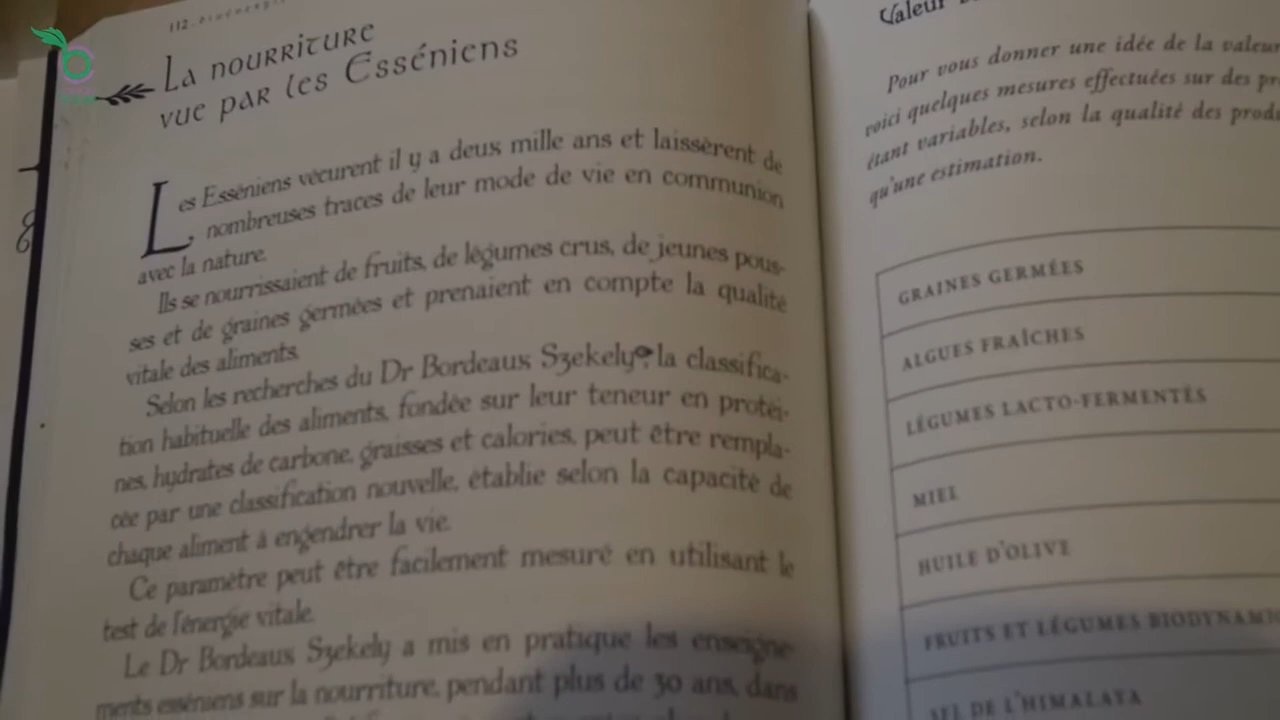 112
La nourriture
vue par les Esséniens
Les Esséniens vécurent il y a deux mille ans et laissèrent de
nombreuses traces de leur mode de vie en communion
avec la nature.
Ils se nourrissaient de fruits, de légumes crus, de jeunes pous-
ses et de graines germées et prenaient en compte la qualité
vitale des aliments.
Selon les recherches du Dr Bordeaux Szekely, la classifica-
tion habituelle des aliments, fondée sur leur teneur en protéi-
nes, hydrates de carbone, graisses et calories, peut être rempla-
cée par une classification nouvelle, établie selon la capacité de
chaque aliment à engendrer la vie.
Ce paramètre peut être facilement mesuré en utilisant le
test de l'énergie vitale.
Le Dr Bordeaux Szekely a mis en pratique les enseigne-
ments esséniens sur la nourriture, pendant plus de 30 ans, dans
Valeur
Pour vous donner une idée de la valeur
voici quelques mesures effectuées sur des
étant variables, selon la qualité des
qu'une estimation.
GRAINES GERMÉES
ALGUES FRAÎCHES
LÉGUMES LACTO-FERMENTÉS
MIEL
HUILE D'OLIVE
FRUITS ET LÉGUMES
SEL DE L'HIMALAYA